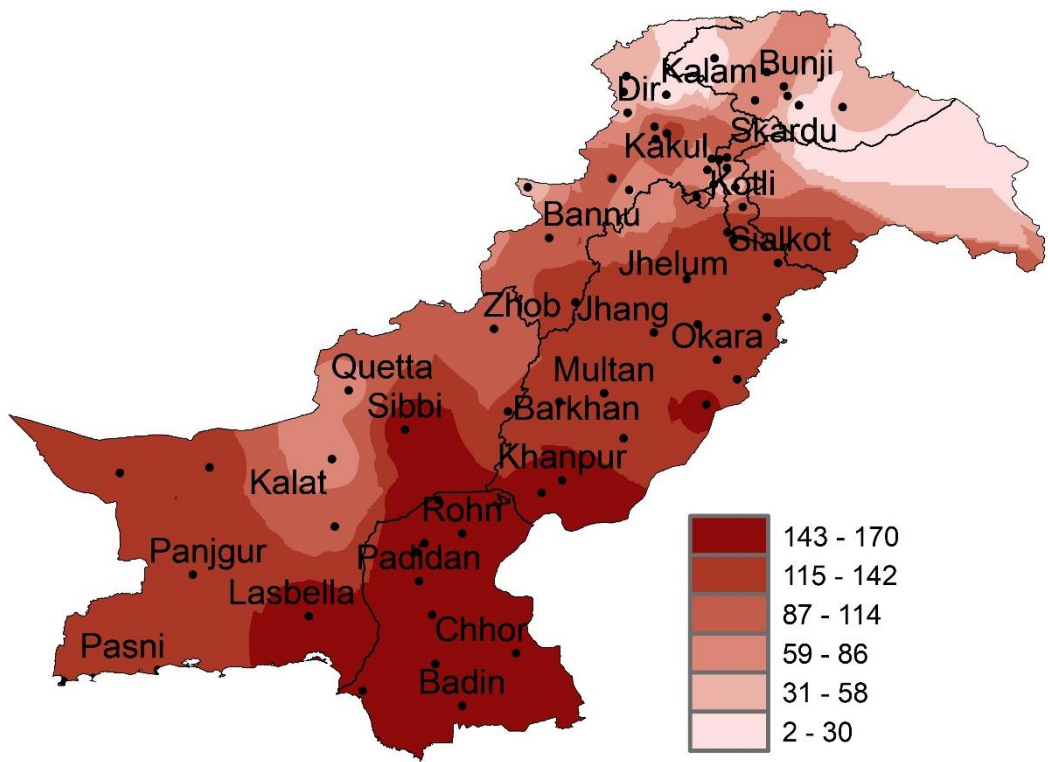 Kalam
Bunji
Dir
Skardu
Kakul
Kotli
Bannu
Sialkot
Jhelum
Zhob
Jhang
Okara
Quetta
Multan
Sibbi
Barkhan
Khanpur
Kalat
Rohn
Panjgur
Padidan
Lasbella
Chhor
Pasni
Badin
143 - 170
115 - 142
87 - 114
59 - 86
31 - 58
2 - 30